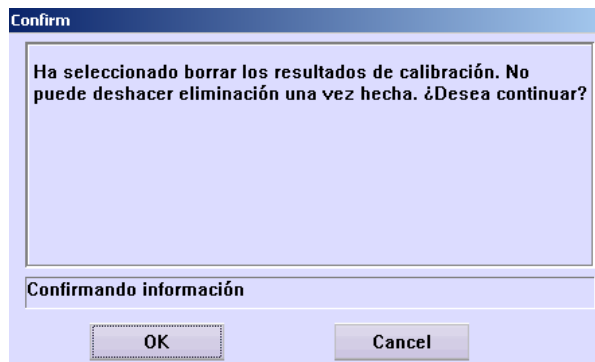 Confirm
Ha seleccionado borrar los resultados de calibración. No
puede deshacer eliminación una vez hecha. ¿Desea continuar?
Confirmando información
OK
Cancel